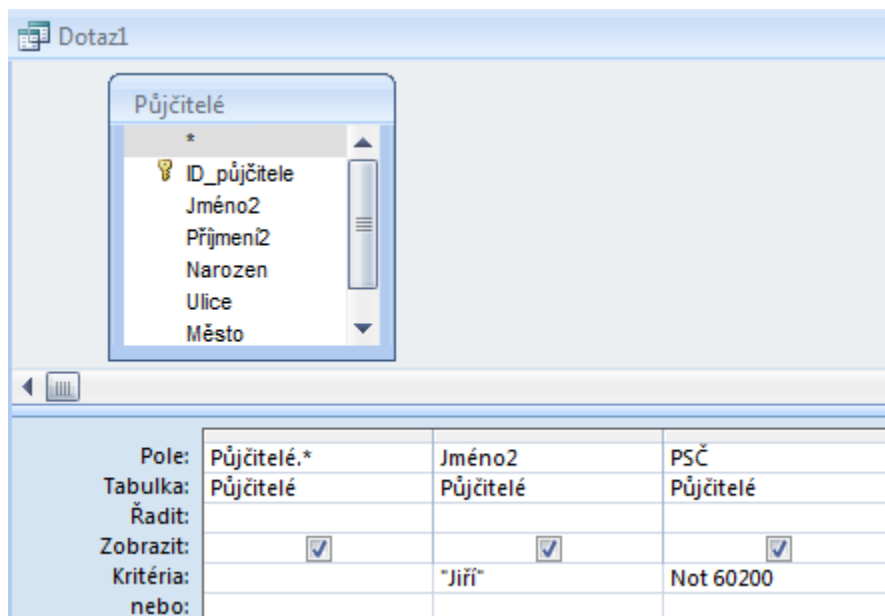 Dotaz1
Půjčitelé
*
ID_půjčitele
Jméno2
Příjmení2
Narozen
Ulice
Město
Pole: Půjčitelé.* Jméno2 PSČ
Tabulka: Půjčitelé Půjčitelé Půjčitelé
Řadit:
Zobrazit:
Kritéria: "Jiří" Not 60200
nebo: